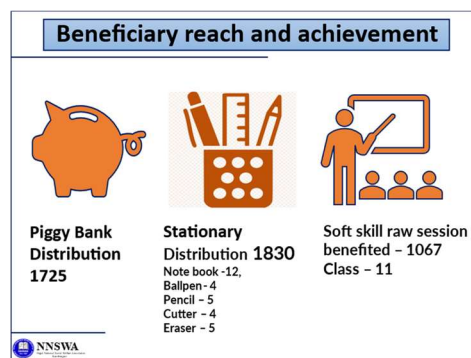 Beneficiary reach and achievement
Piggy Bank
Distribution
1725
Stationary
Distribution 1830
Note book -12,
Ballpen - 4
Pencil – 5
Cutter – 4
Eraser – 5
Soft skill raw session
benefited – 1067
Class – 11
NNSWA